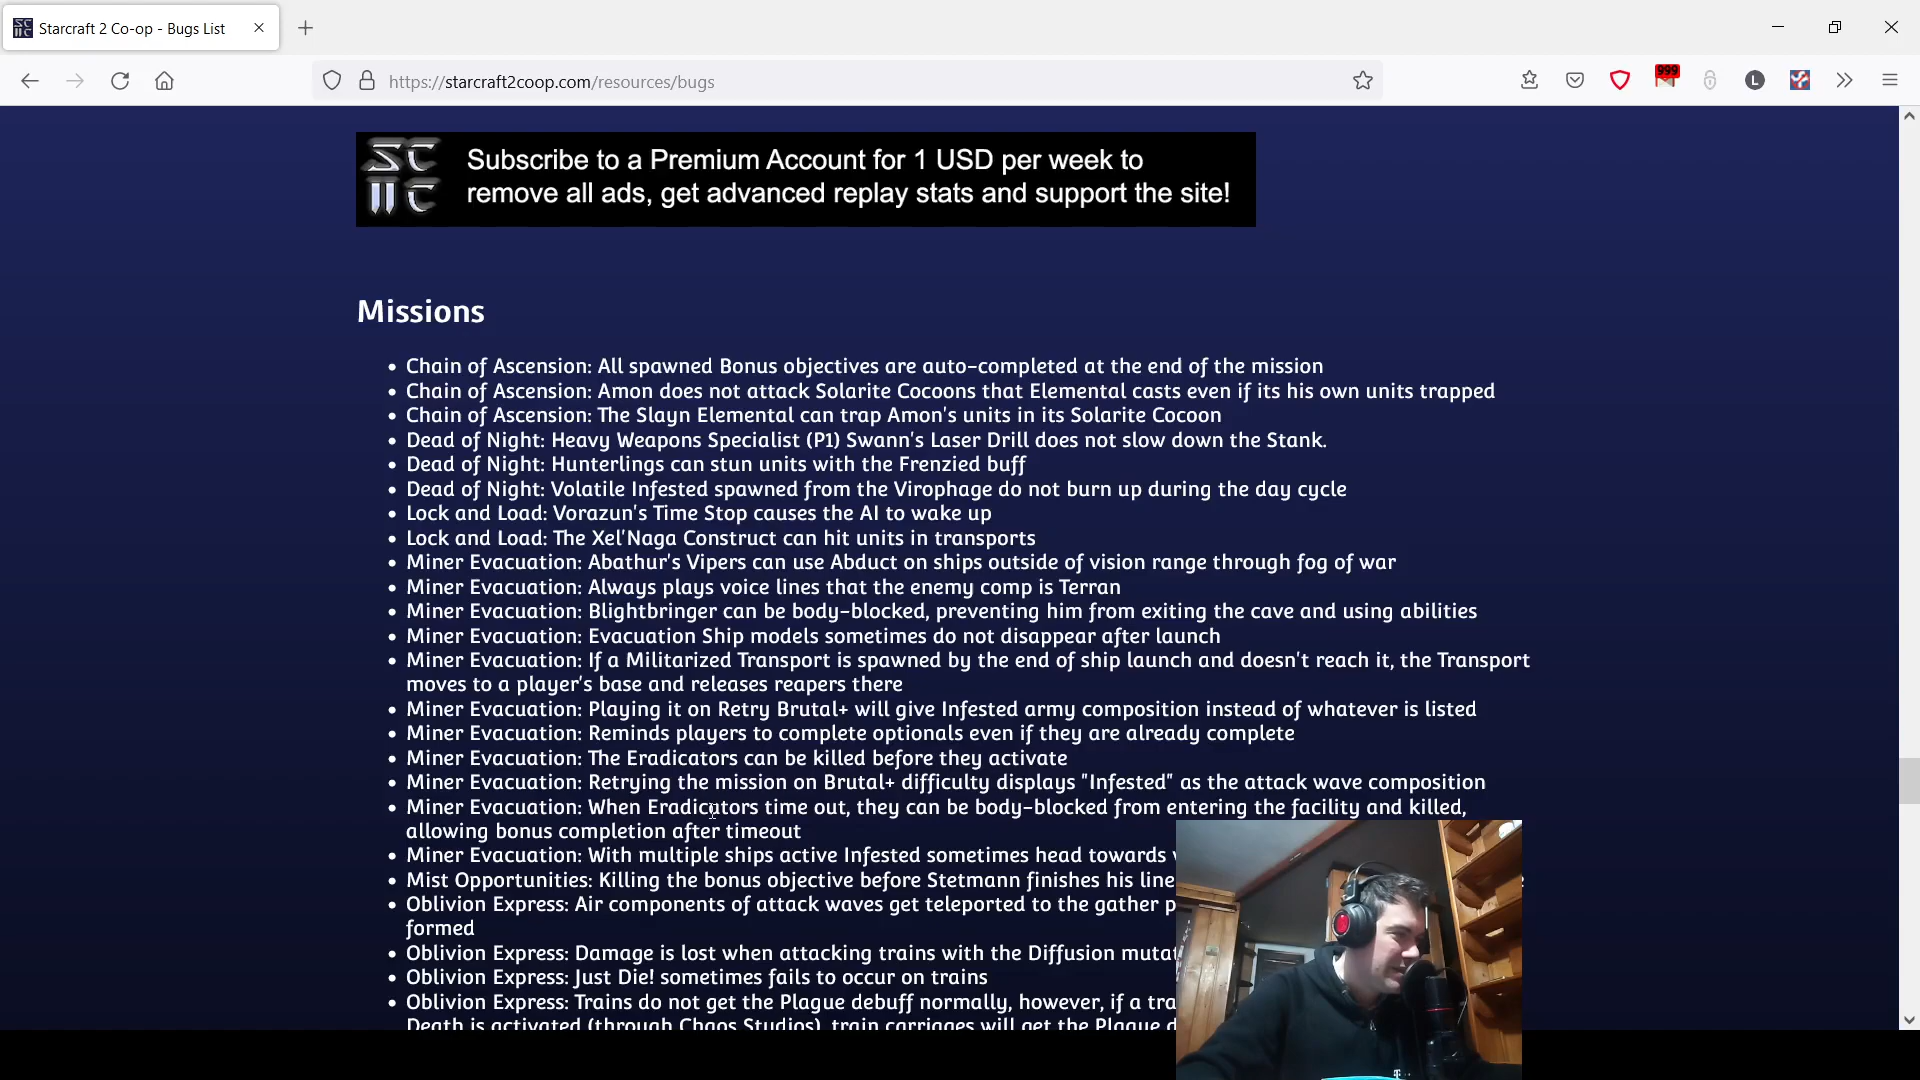 Starcraft 2 Co-op - Bugs List
https://starcraft2coop.com/resources/bugs
999
L
SC
II C
Subscribe to a Premium Account for 1 USD per week to
remove all ads, get advanced replay stats and support the site!
Missions
• Chain of Ascension: All spawned Bonus objectives are auto-completed at the end of the mission
• Chain of Ascension: Amon does not attack Solarite Cocoons that Elemental casts even if its his own units trapped
• Chain of Ascension: The Slayn Elemental can trap Amon's units in its Solarite Cocoon
• Dead of Night: Heavy Weapons Specialist (P1) Swann's Laser Drill does not slow down the Stank.
• Dead of Night: Hunterlings can stun units with the Frenzied buff
• Dead of Night: Volatile Infested spawned from the Virophage do not burn up during the day cycle
• Lock and Load: Vorazun's Time Stop causes the AI to wake up
• Lock and Load: The Xel'Naga Construct can hit units in transports
• Miner Evacuation: Abathur's Vipers can use Abduct on ships outside of vision range through fog of war
• Miner Evacuation: Always plays voice lines that the enemy comp is Terran
• Miner Evacuation: Blightbringer can be body-blocked, preventing him from exiting the cave and using abilities
• Miner Evacuation: Evacuation Ship models sometimes do not disappear after launch
• Miner Evacuation: If a Militarized Transport is spawned by the end of ship launch and doesn't reach it, the Transport
moves to a player's base and releases reapers there
• Miner Evacuation: Playing it on Retry Brutal+ will give Infested army composition instead of whatever is listed
• Miner Evacuation: Reminds players to complete optionals even if they are already complete
• Miner Evacuation: The Eradicators can be killed before they activate
• Miner Evacuation: Retrying the mission on Brutal+ difficulty displays "Infested" as the attack wave composition
• Miner Evacuation: When Eradicators time out, they can be body-blocked from entering the facility and killed,
allowing bonus completion after timeout
• Miner Evacuation: With multiple ships active Infested sometimes head towards
• Mist Opportunities: Killing the bonus objective before Stetmann finishes his line
• Oblivion Express: Air components of attack waves get teleported to the gather
formed
• Oblivion Express: Damage is lost when attacking trains with the Diffusion
• Oblivion Express: Just Die! sometimes fails to occur on trains
• Oblivion Express: Trains do not get the Plague debuff normally, however, if a
Death is activated (through Chaos Studios), train carriages will get the Plague